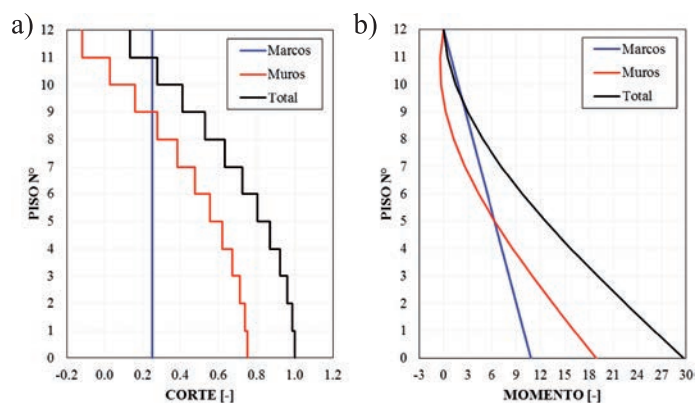 a)
12
11
10
9
8
7
6
5
4
3
2
1
0
PISO N°
Marcos
Muros
Total
-0.2 0.0 0.2 0.4 0.6 0.8 1.0 1.2
CORTE [-]
b)
12
11
10
9
8
7
6
5
4
3
2
1
0
PISO N°
Marcos
Muros
Total
-3 0 3 6 9 12 15 18 21 24 27 30
MOMENTO [-]